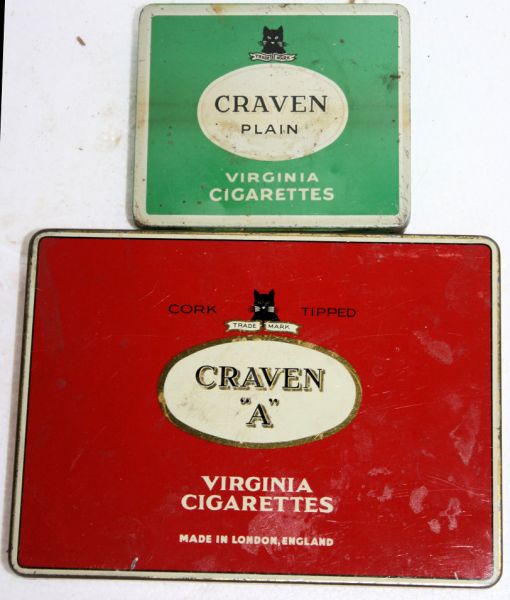 TRADE MARK
CRAVEN
PLAIN
VIRGINIA
CIGARETTES
CORK TIPPED
TRADE MARK
CRAVEN
"A"
VIRGINIA
CIGARETTES
MADE IN LONDON, ENGLAND